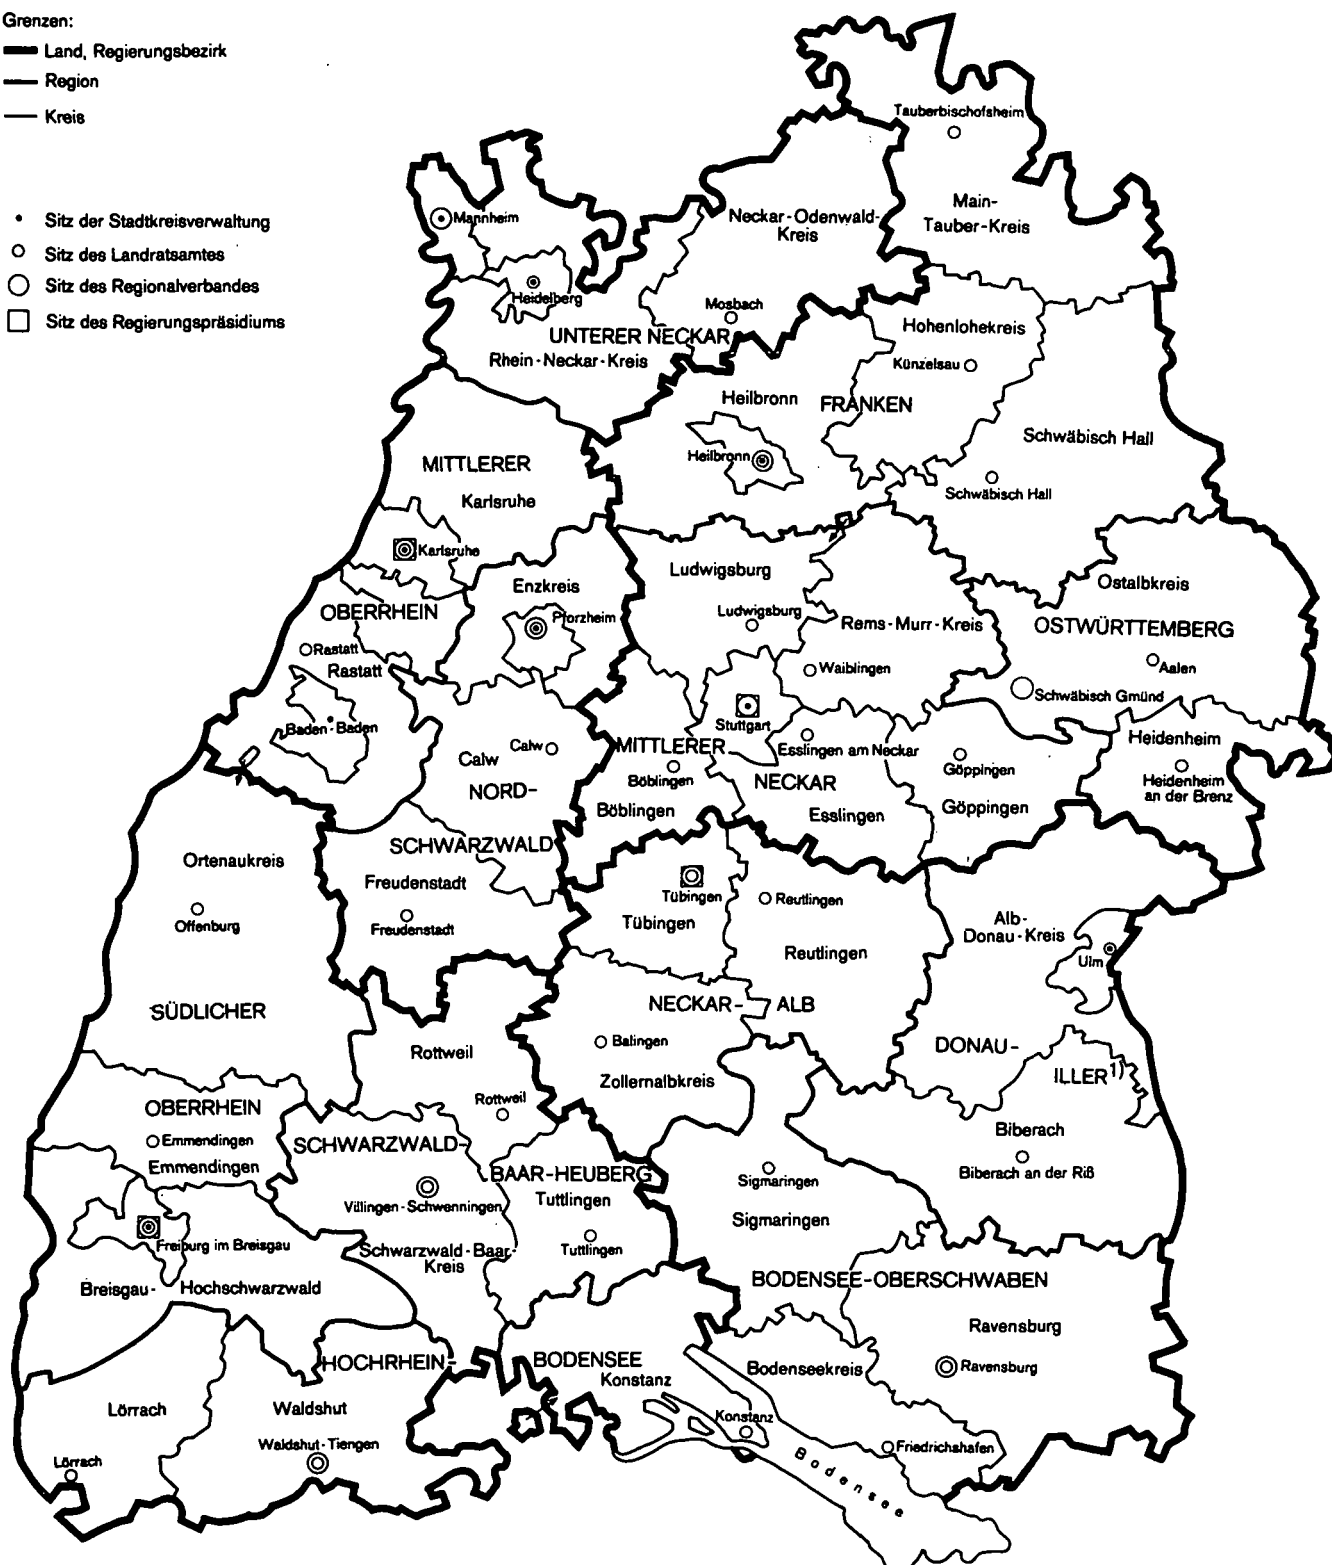 Grenzen:
Land, Regierungsbezirk
Region
Kreis
Sitz der Stadtkreisverwaltung
Sitz des Landratsamtes
Sitz des Regionalverbandes
Sitz des Regierungspräsidiums
Tauberbischofsheim
Main-
Tauber-Kreis
Mannheim
Neckar-Odenwald-
Kreis
Heidelberg
Mosbach
UNTERER NECKAR
Rhein-Neckar-Kreis
Hohenlohekreis
Künzelsau
Heilbronn
FRANKEN
Heilbronn
Schwäbisch Hall
Schwäbisch Hall
MITTLERER
Karlsruhe
Karlsruhe
Enzkreis
Pforzheim
OBERRHEIN
Rastatt
Rastatt
Baden-Baden
Ludwigsburg
Ludwigsburg
Rems-Murr-Kreis
Waiblingen
Ostalbkreis
OSTWÜRTTEMBERG
Aalen
Schwäbisch Gmünd
Stuttgart
MITTLERER
Böblingen
Böblingen
Esslingen am Neckar
NECKAR
Esslingen
Göppingen
Göppingen
Heidenheim
Heidenheim
an der Brenz
Calw
Calw
NORD-
SCHWARZWALD
Freudenstadt
Freudenstadt
Ortenaukreis
Offenburg
SÜDLICHER
Tübingen
Tübingen
Reutlingen
Reutlingen
Alb-
Donau-Kreis
Ulm
NECKAR-ALB
Balingen
Zollernalbkreis
DONAU-
ILLER1)
Rottweil
Rottweil
OBERRHEIN
Emmendingen
Emmendingen
SCHWARZWALD-
Villingen-Schwenningen
BAAR-HEUBERG
Tuttlingen
Tuttlingen
Schwarzwald-Baar-
Kreis
Biberach
Biberach an der Riß
Sigmaringen
Sigmaringen
Freiburg im Breisgau
Breisgau-Hochschwarzwald
BODENSEE-OBERSCHWABEN
Ravensburg
Ravensburg
HOCHRHEIN-
BODENSEE
Konstanz
Bodenseekreis
Lörrach
Waldshut
Konstanz
Waldshut-Tiengen
Lörrach
Friedrichshafen
Bodensee